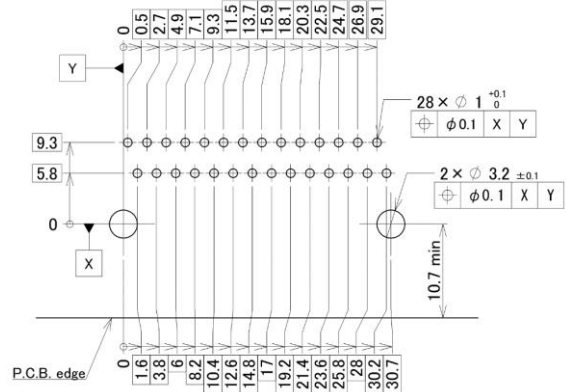 0 0.5 2.7 4.9 7.1 9.3 11.5 13.7 15.9 18.1 20.3 22.5 24.7 26.9 29.1
Y
28× ∅ 1 +0.1 0
⌖ φ0.1 X Y
9.3
5.8
2× ∅ 3.2 ±0.1
⌖ φ0.1 X Y
0
X
10.7 min
P.C.B. edge
0 1.6 3.8 6 8.2 10.4 12.6 14.8 17 19.2 21.4 23.6 25.8 28 30.2 30.7